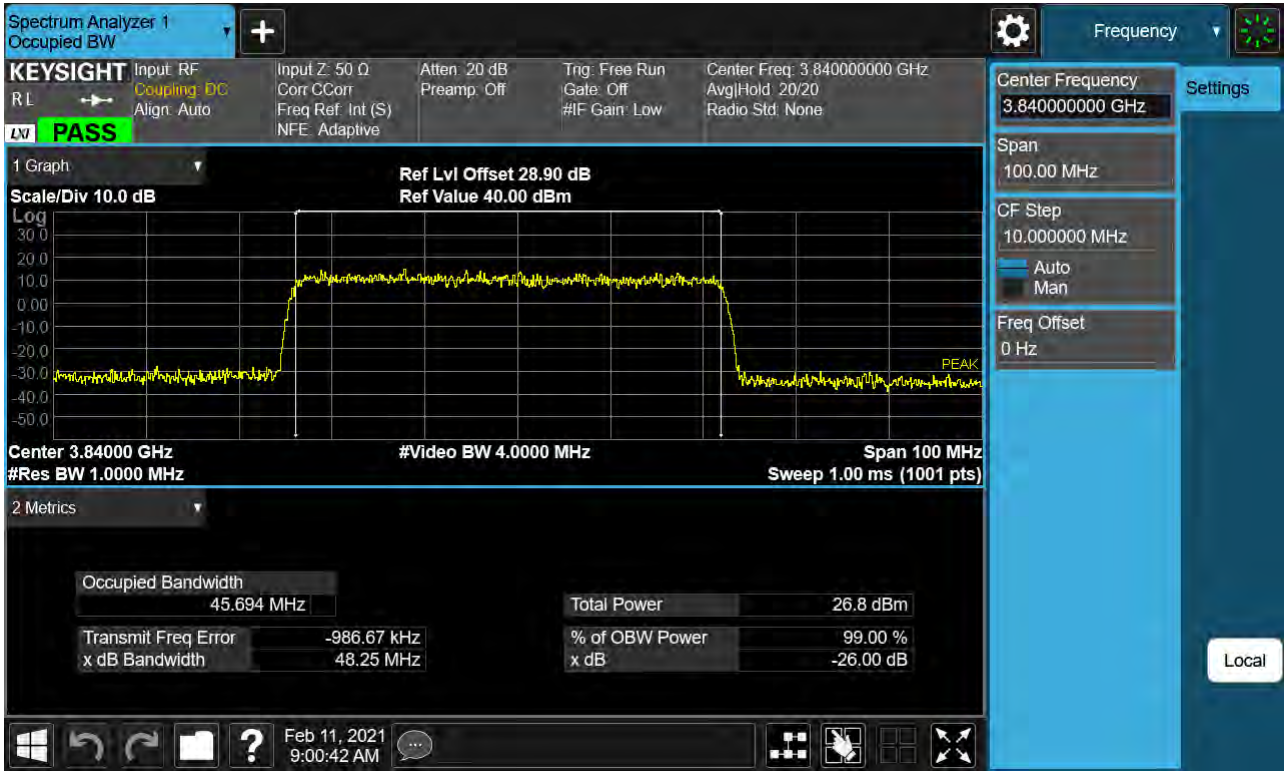 Spectrum Analyzer 1
Occupied BW
+
Frequency
KEYSIGHT
R L
LXI
PASS
Input: RF
Coupling: DC
Align: Auto
Input Z: 50 Ω
Corr CCorr
Freq Ref: Int (S)
NFE: Adaptive
Atten: 20 dB
Preamp: Off
Trig: Free Run
Gate: Off
#IF Gain: Low
Center Freq: 3.840000000 GHz
Avg|Hold: 20/20
Radio Std: None
Center Frequency
3.840000000 GHz
Settings
Span
100.00 MHz
CF Step
10.000000 MHz
Auto
Man
Freq Offset
0 Hz
Local
1 Graph
Scale/Div 10.0 dB
Ref Lvl Offset 28.90 dB
Ref Value 40.00 dBm
Log
30.0
20.0
10.0
0.00
-10.0
-20.0
-30.0
-40.0
-50.0
PEAK
Center 3.84000 GHz
#Video BW 4.0000 MHz
Span 100 MHz
#Res BW 1.0000 MHz
Sweep 1.00 ms (1001 pts)
2 Metrics
Occupied Bandwidth
45.694 MHz
Total Power 26.8 dBm
Transmit Freq Error -986.67 kHz
% of OBW Power 99.00 %
x dB Bandwidth 48.25 MHz
x dB -26.00 dB
?
Feb 11, 2021
9:00:42 AM